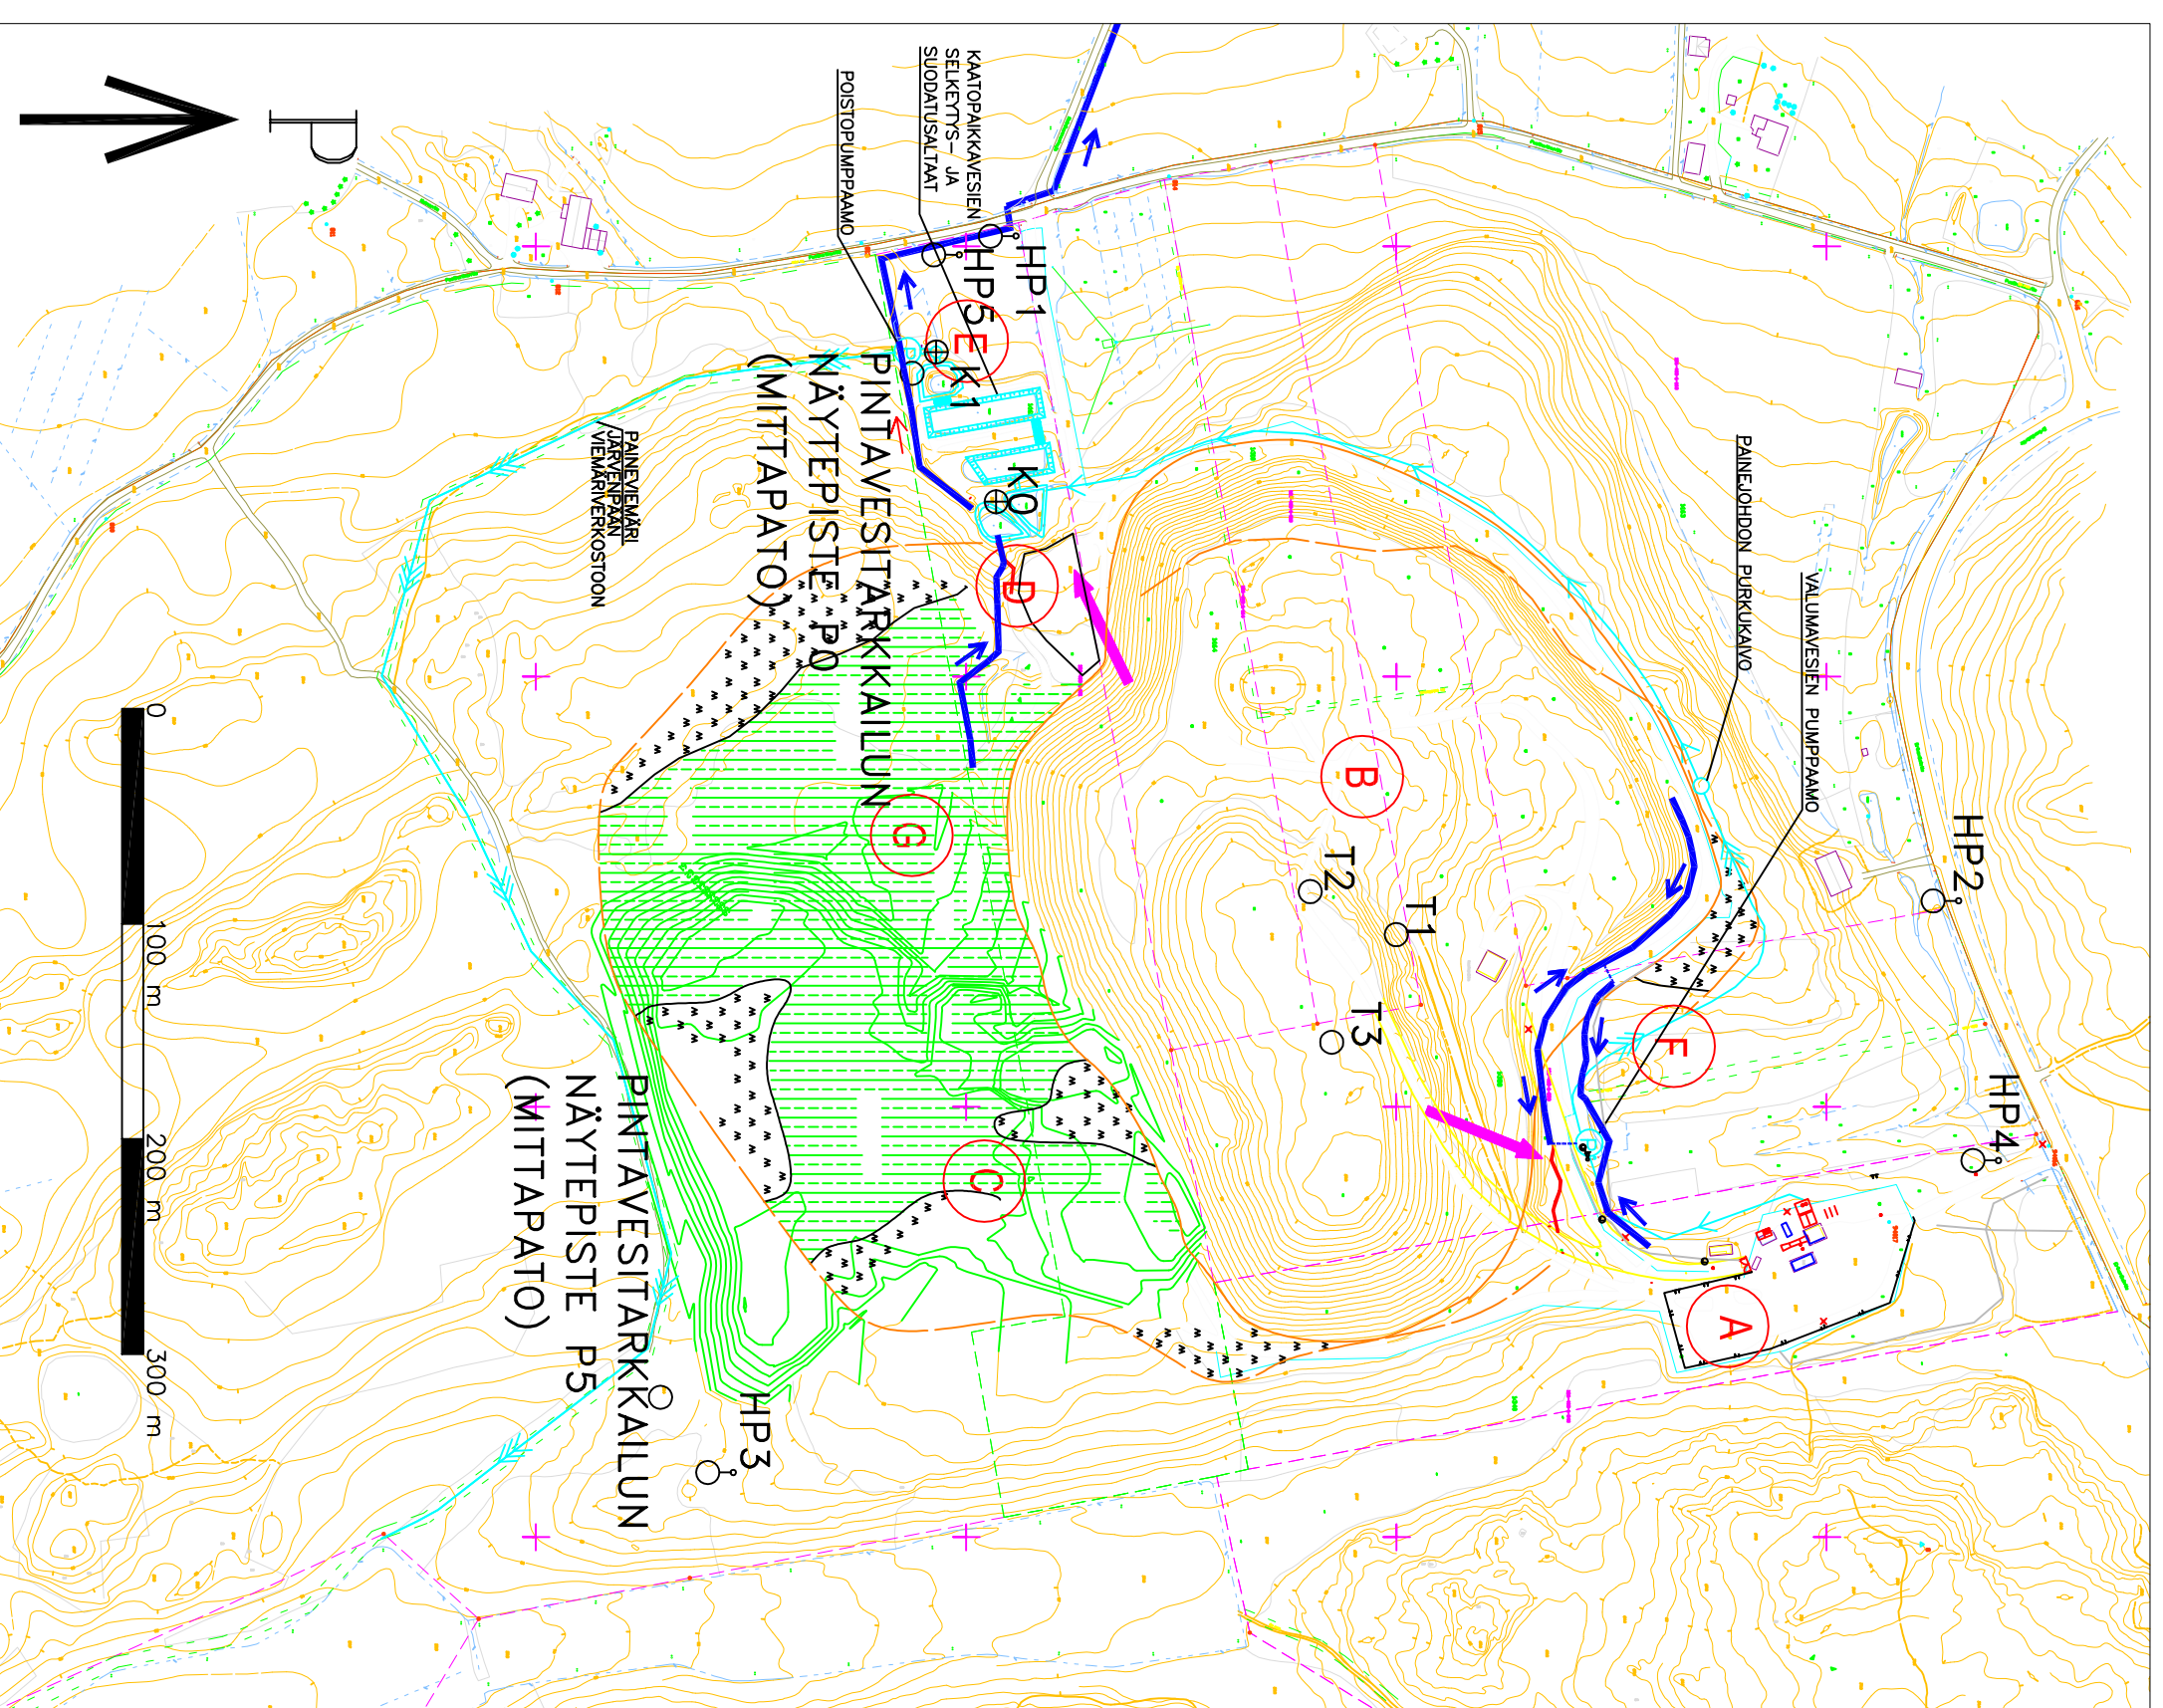 P
KAATOPAIKKAVESIEN
SELKEYTYS- JA
SUODATUSALTAAT
POISTOPUMPPAAMO
HP1
HP5
E
K1
K0
PINTAVESITARKKAILUN
NÄYTEPISTE P0
(MITTAPATO)
PAINEVIEMÄRI
JÄRVENPÄÄN
VIEMÄRIVERKOSTOON
D
PAINEJOHDON PURKUKAIVO
VALUMAVESIEN PUMPPAAMO
B
G
T2
T1
T3
HP2
F
HP4
C
A
P
P
PINTAVESITARKKAILUN
NÄYTEPISTE P5
(MITTAPATO)
HP3
0
100 m
200 m
300 m